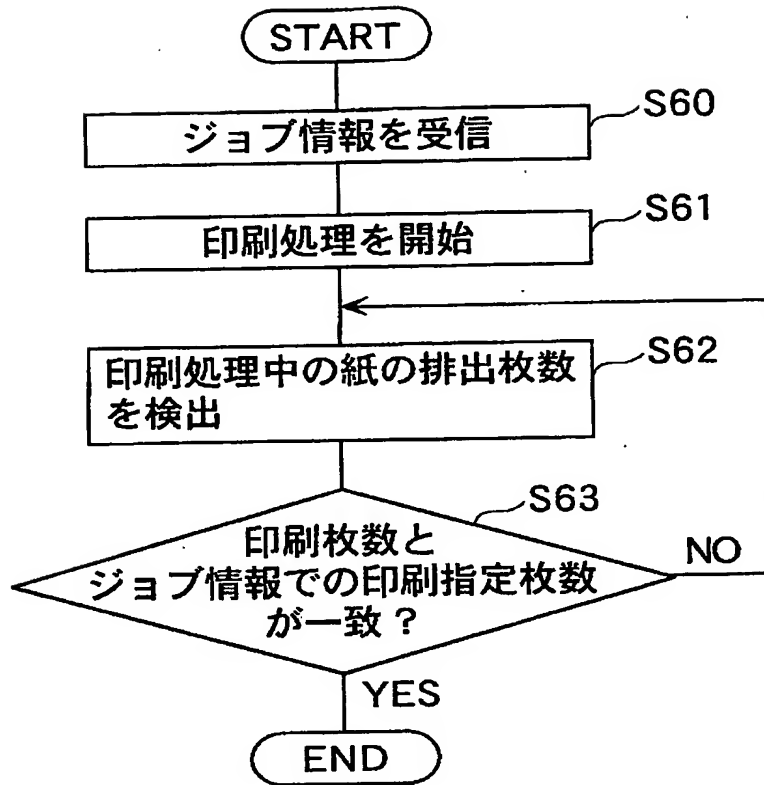 START
S60
ジョブ情報を受信
S61
印刷処理を開始
S62
印刷処理中の紙の排出枚数
を検出
S63
印刷枚数と
ジョブ情報での印刷指定枚数
が一致？
NO
YES
END